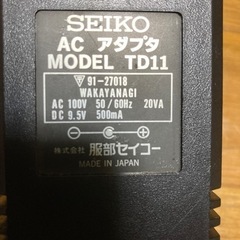 SEIKO
AC アダプタ
MODEL TD11
91-27018
WAKAYANAGI
AC 100V 50/60Hz 20VA
DC 9.5V 500mA
株式会社 服部セイコー
MADE IN JAPAN